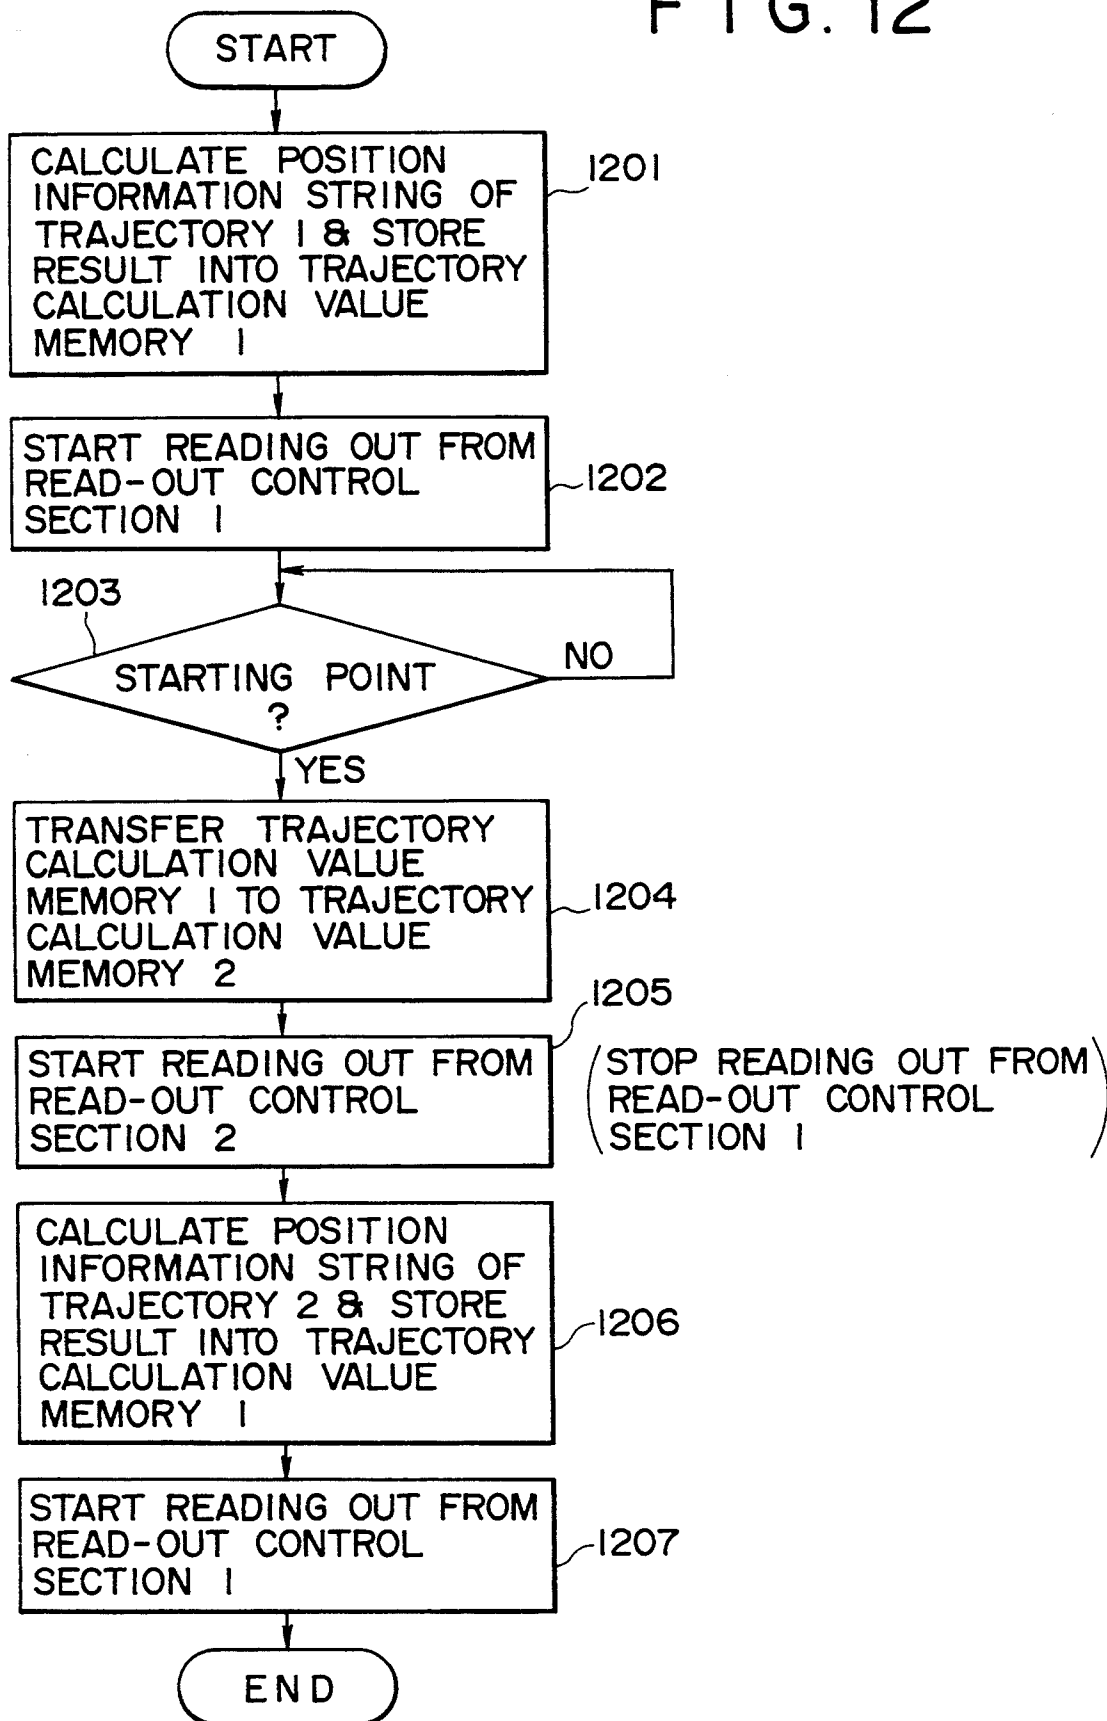 FIG. 12
START
CALCULATE POSITION
INFORMATION STRING OF
TRAJECTORY 1 & STORE
RESULT INTO TRAJECTORY
CALCULATION VALUE
MEMORY 1
1201
START READING OUT FROM
READ-OUT CONTROL
SECTION 1
1202
1203
STARTING POINT
?
NO
YES
TRANSFER TRAJECTORY
CALCULATION VALUE
MEMORY 1 TO TRAJECTORY
CALCULATION VALUE
MEMORY 2
1204
1205
START READING OUT FROM
READ-OUT CONTROL
SECTION 2
(STOP READING OUT FROM
READ-OUT CONTROL
SECTION 1)
CALCULATE POSITION
INFORMATION STRING OF
TRAJECTORY 2 & STORE
RESULT INTO TRAJECTORY
CALCULATION VALUE
MEMORY 1
1206
START READING OUT FROM
READ-OUT CONTROL
SECTION 1
1207
END